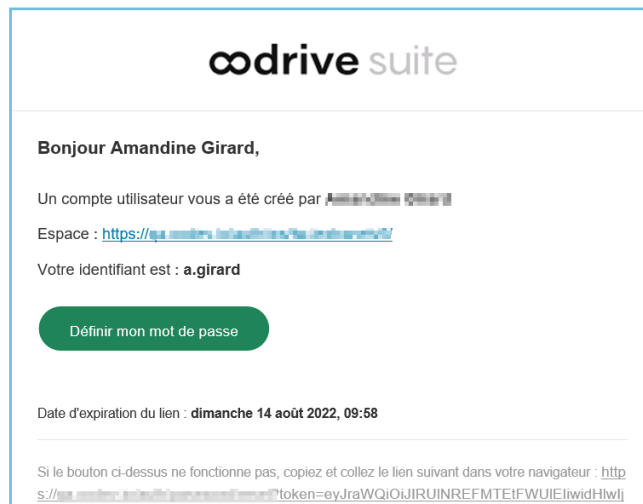 oodrive suite
Bonjour Amandine Girard,
Un compte utilisateur vous a été créé par
Espace : https://
Votre identifiant est : a.girard
Définir mon mot de passe
Date d'expiration du lien : dimanche 14 août 2022, 09:58
Si le bouton ci-dessus ne fonctionne pas, copiez et collez le lien suivant dans votre navigateur : http
s://